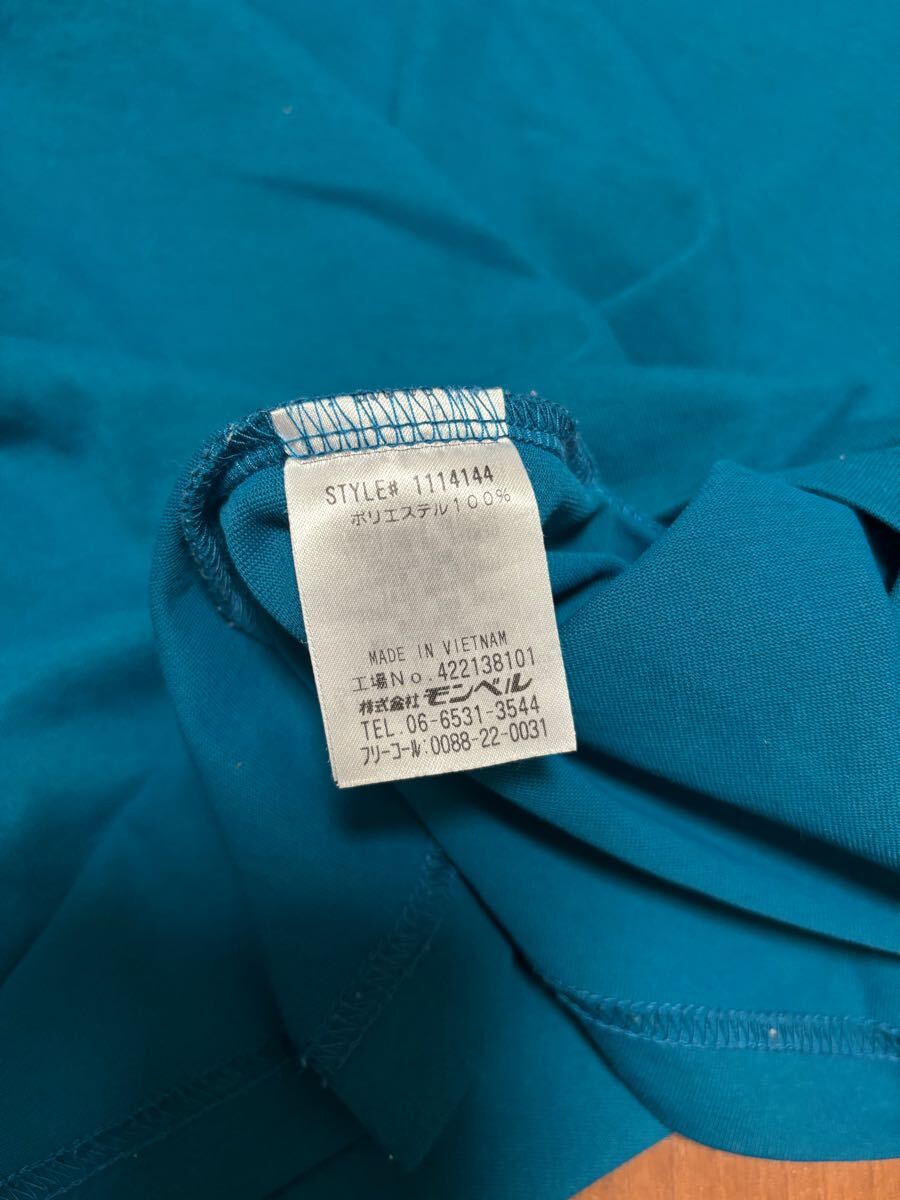 STYLE# 1114144
ポリエステル100%
MADE IN VIETNAM
工場No.422138101
株式会社 モンベル
TEL.06-6531-3544
フリーコール:0088-22-0031